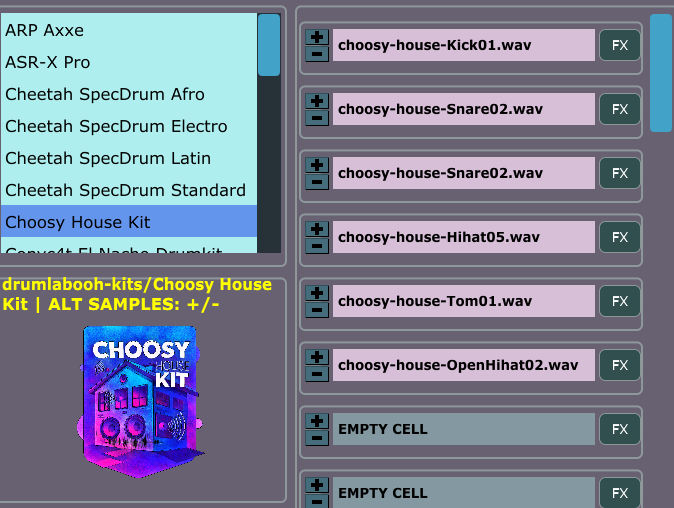 ARP Axxe
ASR-X Pro
Cheetah SpecDrum Afro
Cheetah SpecDrum Electro
Cheetah SpecDrum Latin
Cheetah SpecDrum Standard
Choosy House Kit
drumlabooh-kits/Choosy House
Kit | ALT SAMPLES: +/-
CHOOSY
HOUSE
KIT
+
-
choosy-house-Kick01.wav FX
+
-
choosy-house-Snare02.wav FX
+
-
choosy-house-Snare02.wav FX
+
-
choosy-house-Hihat05.wav FX
+
-
choosy-house-Tom01.wav FX
+
-
choosy-house-OpenHihat02.wav FX
+
-
EMPTY CELL FX
+
-
EMPTY CELL FX